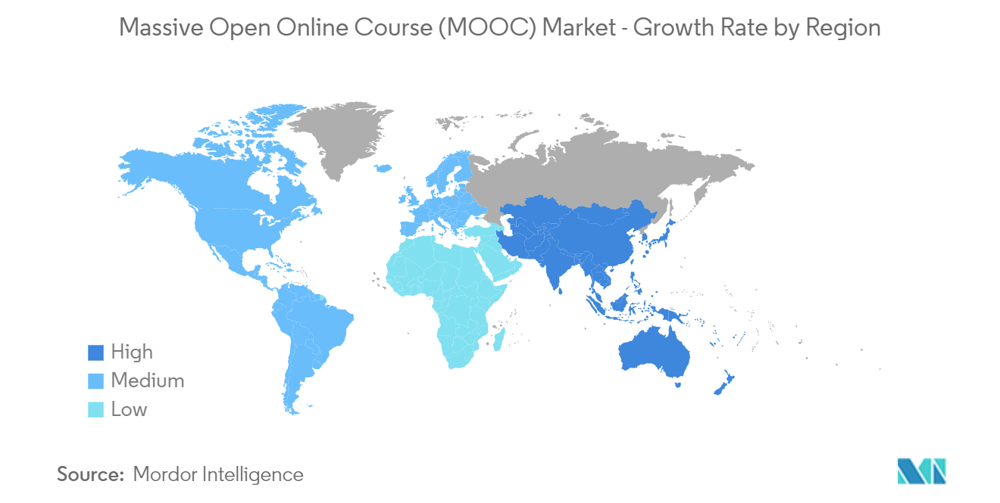 Massive Open Online Course (MOOC) Market - Growth Rate by Region
High
Medium
Low
Source: Mordor Intelligence